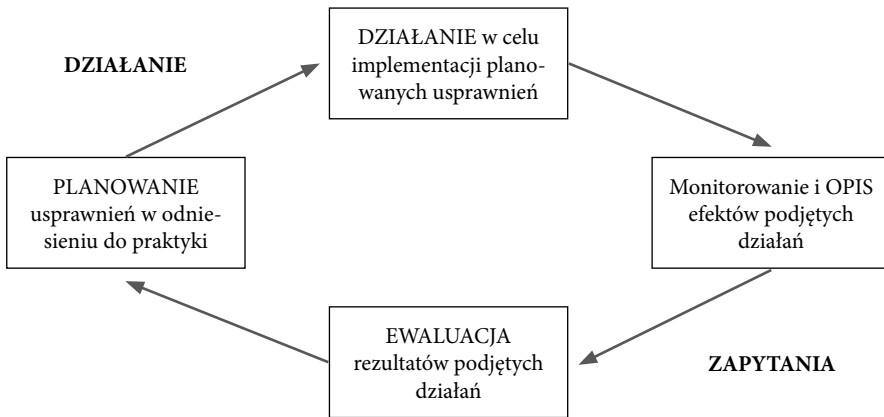 DZIAŁANIE
DZIAŁANIE w celu
implementacji plano-
wanych usprawnień
PLANOWANIE
usprawnień w odnie-
sieniu do praktyki
Monitorowanie i OPIS
efektów podjętych
działań
EWALUACJA
rezultatów podjętych
działań
ZAPYTANIA